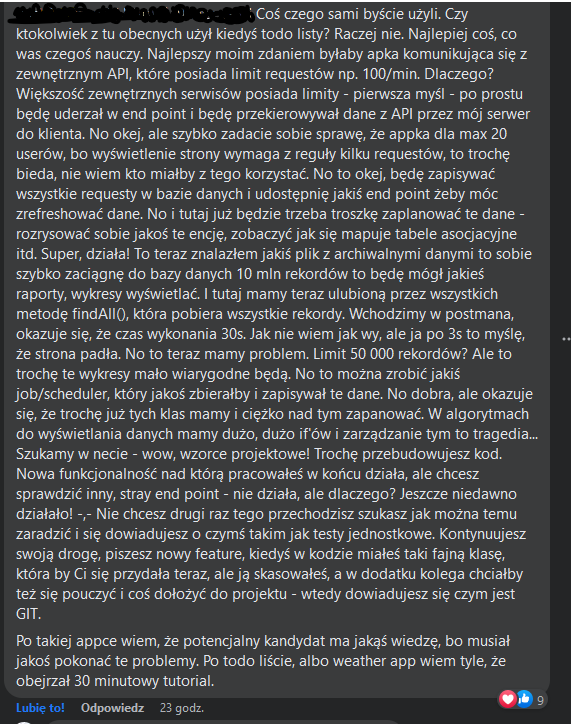 Coś czego sami byście użyli. Czy
ktokolwiek z tu obecnych użył kiedyś todo listy? Raczej nie. Najlepiej coś, co
was czegoś nauczy. Najlepszy moim zdaniem byłaby apka komunikująca się z
zewnętrznym API, które posiada limit requestów np. 100/min. Dlaczego?
Większość zewnętrznych serwisów posiada limity - pierwsza myśl - po prostu
będę uderzał w end point i będę przekierowywał dane z API przez mój serwer
do klienta. No okej, ale szybko zadacie sobie sprawę, że appka dla max 20
userów, bo wyświetlenie strony wymaga z reguły kilku requestów, to trochę
bieda, nie wiem kto miałby z tego korzystać. No to okej, będę zapisywać
wszystkie requesty w bazie danych i udostępnię jakiś end point żeby móc
zrefreshować dane. No i tutaj już będzie trzeba troszkę zaplanować te dane -
rozrysować sobie jakoś te encję, zobaczyć jak się mapuje tabele asocjacyjne
itd. Super, działa! To teraz znalazłem jakiś plik z archiwalnymi danymi to sobie
szybko zaciągnę do bazy danych 10 mln rekordów to będę mógł jakieś
raporty, wykresy wyświetlać. I tutaj mamy teraz ulubioną przez wszystkich
metodę findAll(), która pobiera wszystkie rekordy. Wchodzimy w postmana,
okazuje się, że czas wykonania 30s. Jak nie wiem jak wy, ale ja po 3s to myślę,
że strona padła. No to teraz mamy problem. Limit 50 000 rekordów? Ale to
trochę te wykresy mało wiarygodne będą. No to można zrobić jakiś
job/scheduler, który jakoś zbierałby i zapisywał te dane. No dobra, ale okazuje
się, że trochę już tych klas mamy i ciężko nad tym zapanować. W algorytmach
do wyświetlania danych mamy dużo, dużo if'ów i zarządzanie tym to tragedia...
Szukamy w necie - wow, wzorce projektowe! Trochę przebudowujesz kod.
Nowa funkcjonalność nad którą pracowałeś w końcu działa, ale chcesz
sprawdzić inny, stray end point - nie działa, ale dlaczego? Jeszcze niedawno
działało! -,- Nie chcesz drugi raz tego przechodzisz szukasz jak można temu
zaradzić i się dowiadujesz o czymś takim jak testy jednostkowe. Kontynuujesz
swoją drogę, piszesz nowy feature, kiedyś w kodzie miałeś taki fajną klasę,
która by Ci się przydała teraz, ale ją skasowałeś, a w dodatku kolega chciałby
też się pouczyć i coś dołożyć do projektu - wtedy dowiadujesz się czym jest
GIT.
Po takiej appce wiem, że potencjalny kandydat ma jakąś wiedzę, bo musiał
jakoś pokonać te problemy. Po todo liście, albo weather app wiem tyle, że
obejrzał 30 minutowy tutorial.
Lubię to! Odpowiedz 23 godz. 9